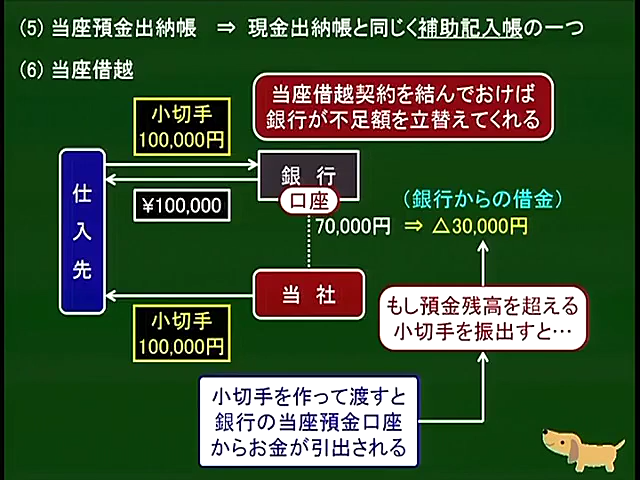 (5) 当座預金出納帳 ⇒ 現金出納帳と同じく補助記入帳の一つ
(6) 当座借越
当座借越契約を結んでおけば
銀行が不足額を立替えてくれる
小切手
100,000円
仕入先
銀 行
口座
¥100,000
(銀行からの借金)
70,000円 ⇒ △30,000円
当 社
小切手
100,000円
もし預金残高を超える
小切手を振出すと…
小切手を作って渡すと
銀行の当座預金口座
からお金が引出される